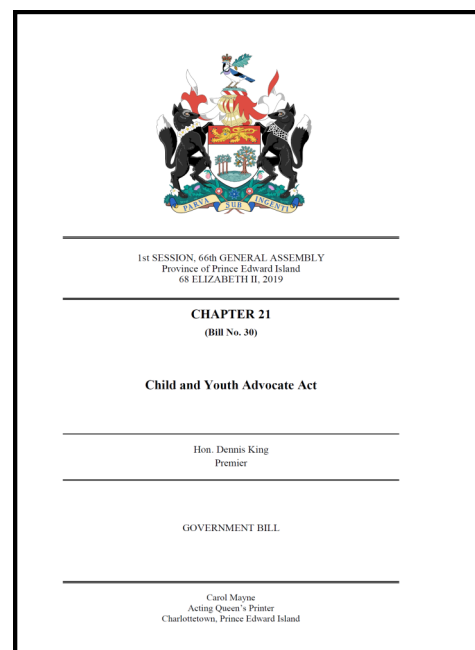 PARVA SUB INGENTI
1st SESSION, 66th GENERAL ASSEMBLY
Province of Prince Edward Island
68 ELIZABETH II, 2019
CHAPTER 21
(Bill No. 30)
Child and Youth Advocate Act
Hon. Dennis King
Premier
GOVERNMENT BILL
Carol Mayne
Acting Queen's Printer
Charlottetown, Prince Edward Island